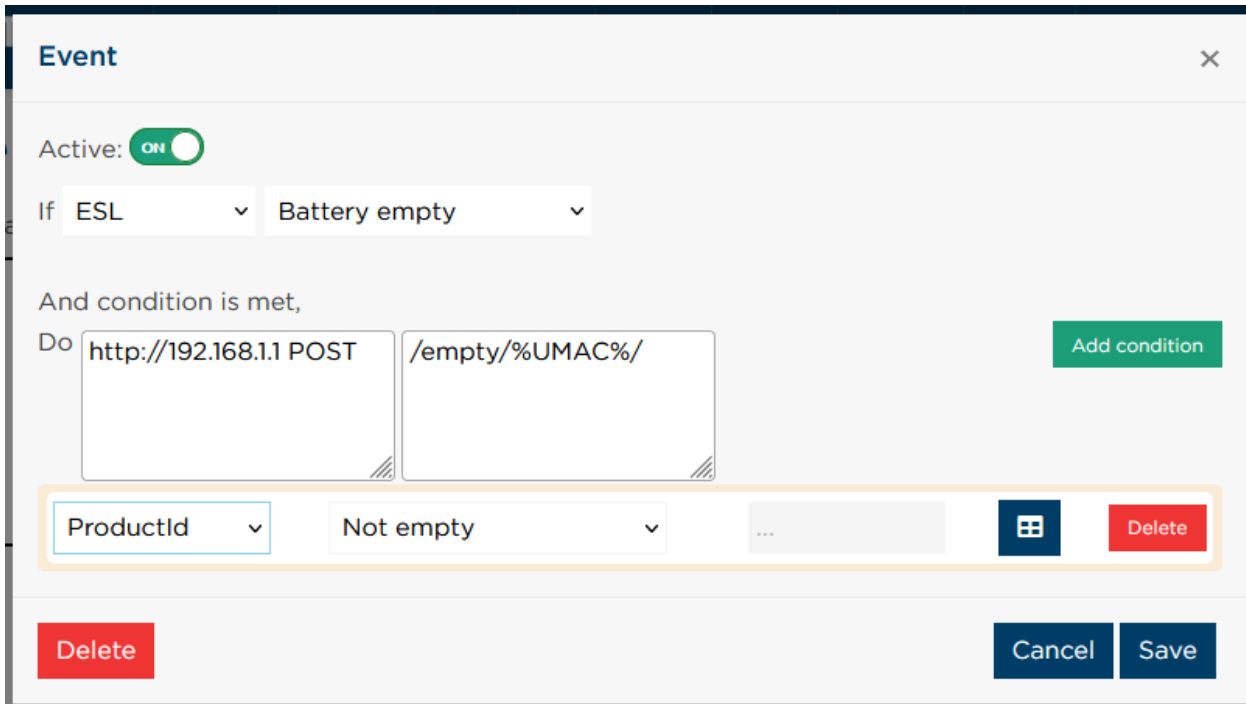 Event
×
Active: ON
If ESL Battery empty
And condition is met,
Do http://192.168.1.1 POST /empty/%UMAC%/ Add condition
ProductId Not empty ... Delete
Delete Cancel Save